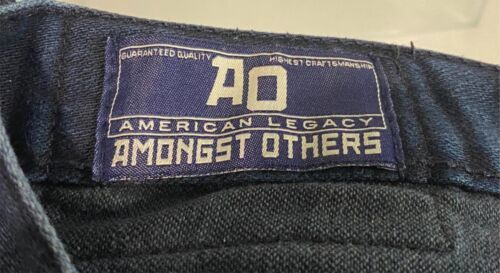 GUARANTEED QUALITY HIGHEST CRAFTSMANSHIP
AO
AMERICAN LEGACY
AMONGST OTHERS